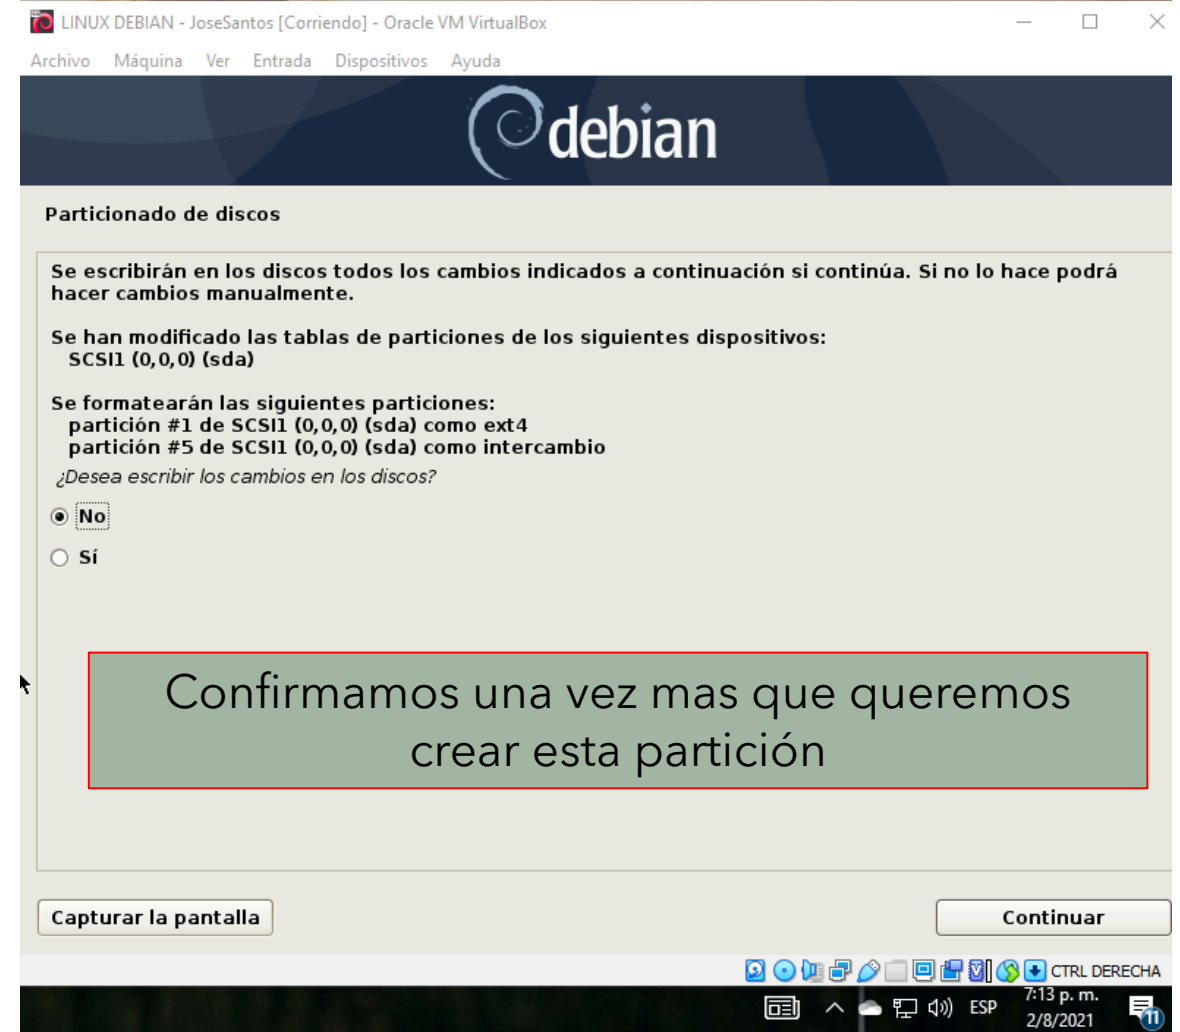 LINUX DEBIAN - JoseSantos [Corriendo] - Oracle VM VirtualBox
Archivo Máquina Ver Entrada Dispositivos Ayuda
debian
Particionado de discos
Se escribirán en los discos todos los cambios indicados a continuación si continúa. Si no lo hace podrá
hacer cambios manualmente.
Se han modificado las tablas de particiones de los siguientes dispositivos:
SCSI1 (0,0,0) (sda)
Se formatearán las siguientes particiones:
partición #1 de SCSI1 (0,0,0) (sda) como ext4
partición #5 de SCSI1 (0,0,0) (sda) como intercambio
¿Desea escribir los cambios en los discos?
No
Sí
Confirmamos una vez mas que queremos
crear esta partición
Capturar la pantalla
Continuar
CTRL DERECHA
ESP
7:13 p. m.
2/8/2021
11